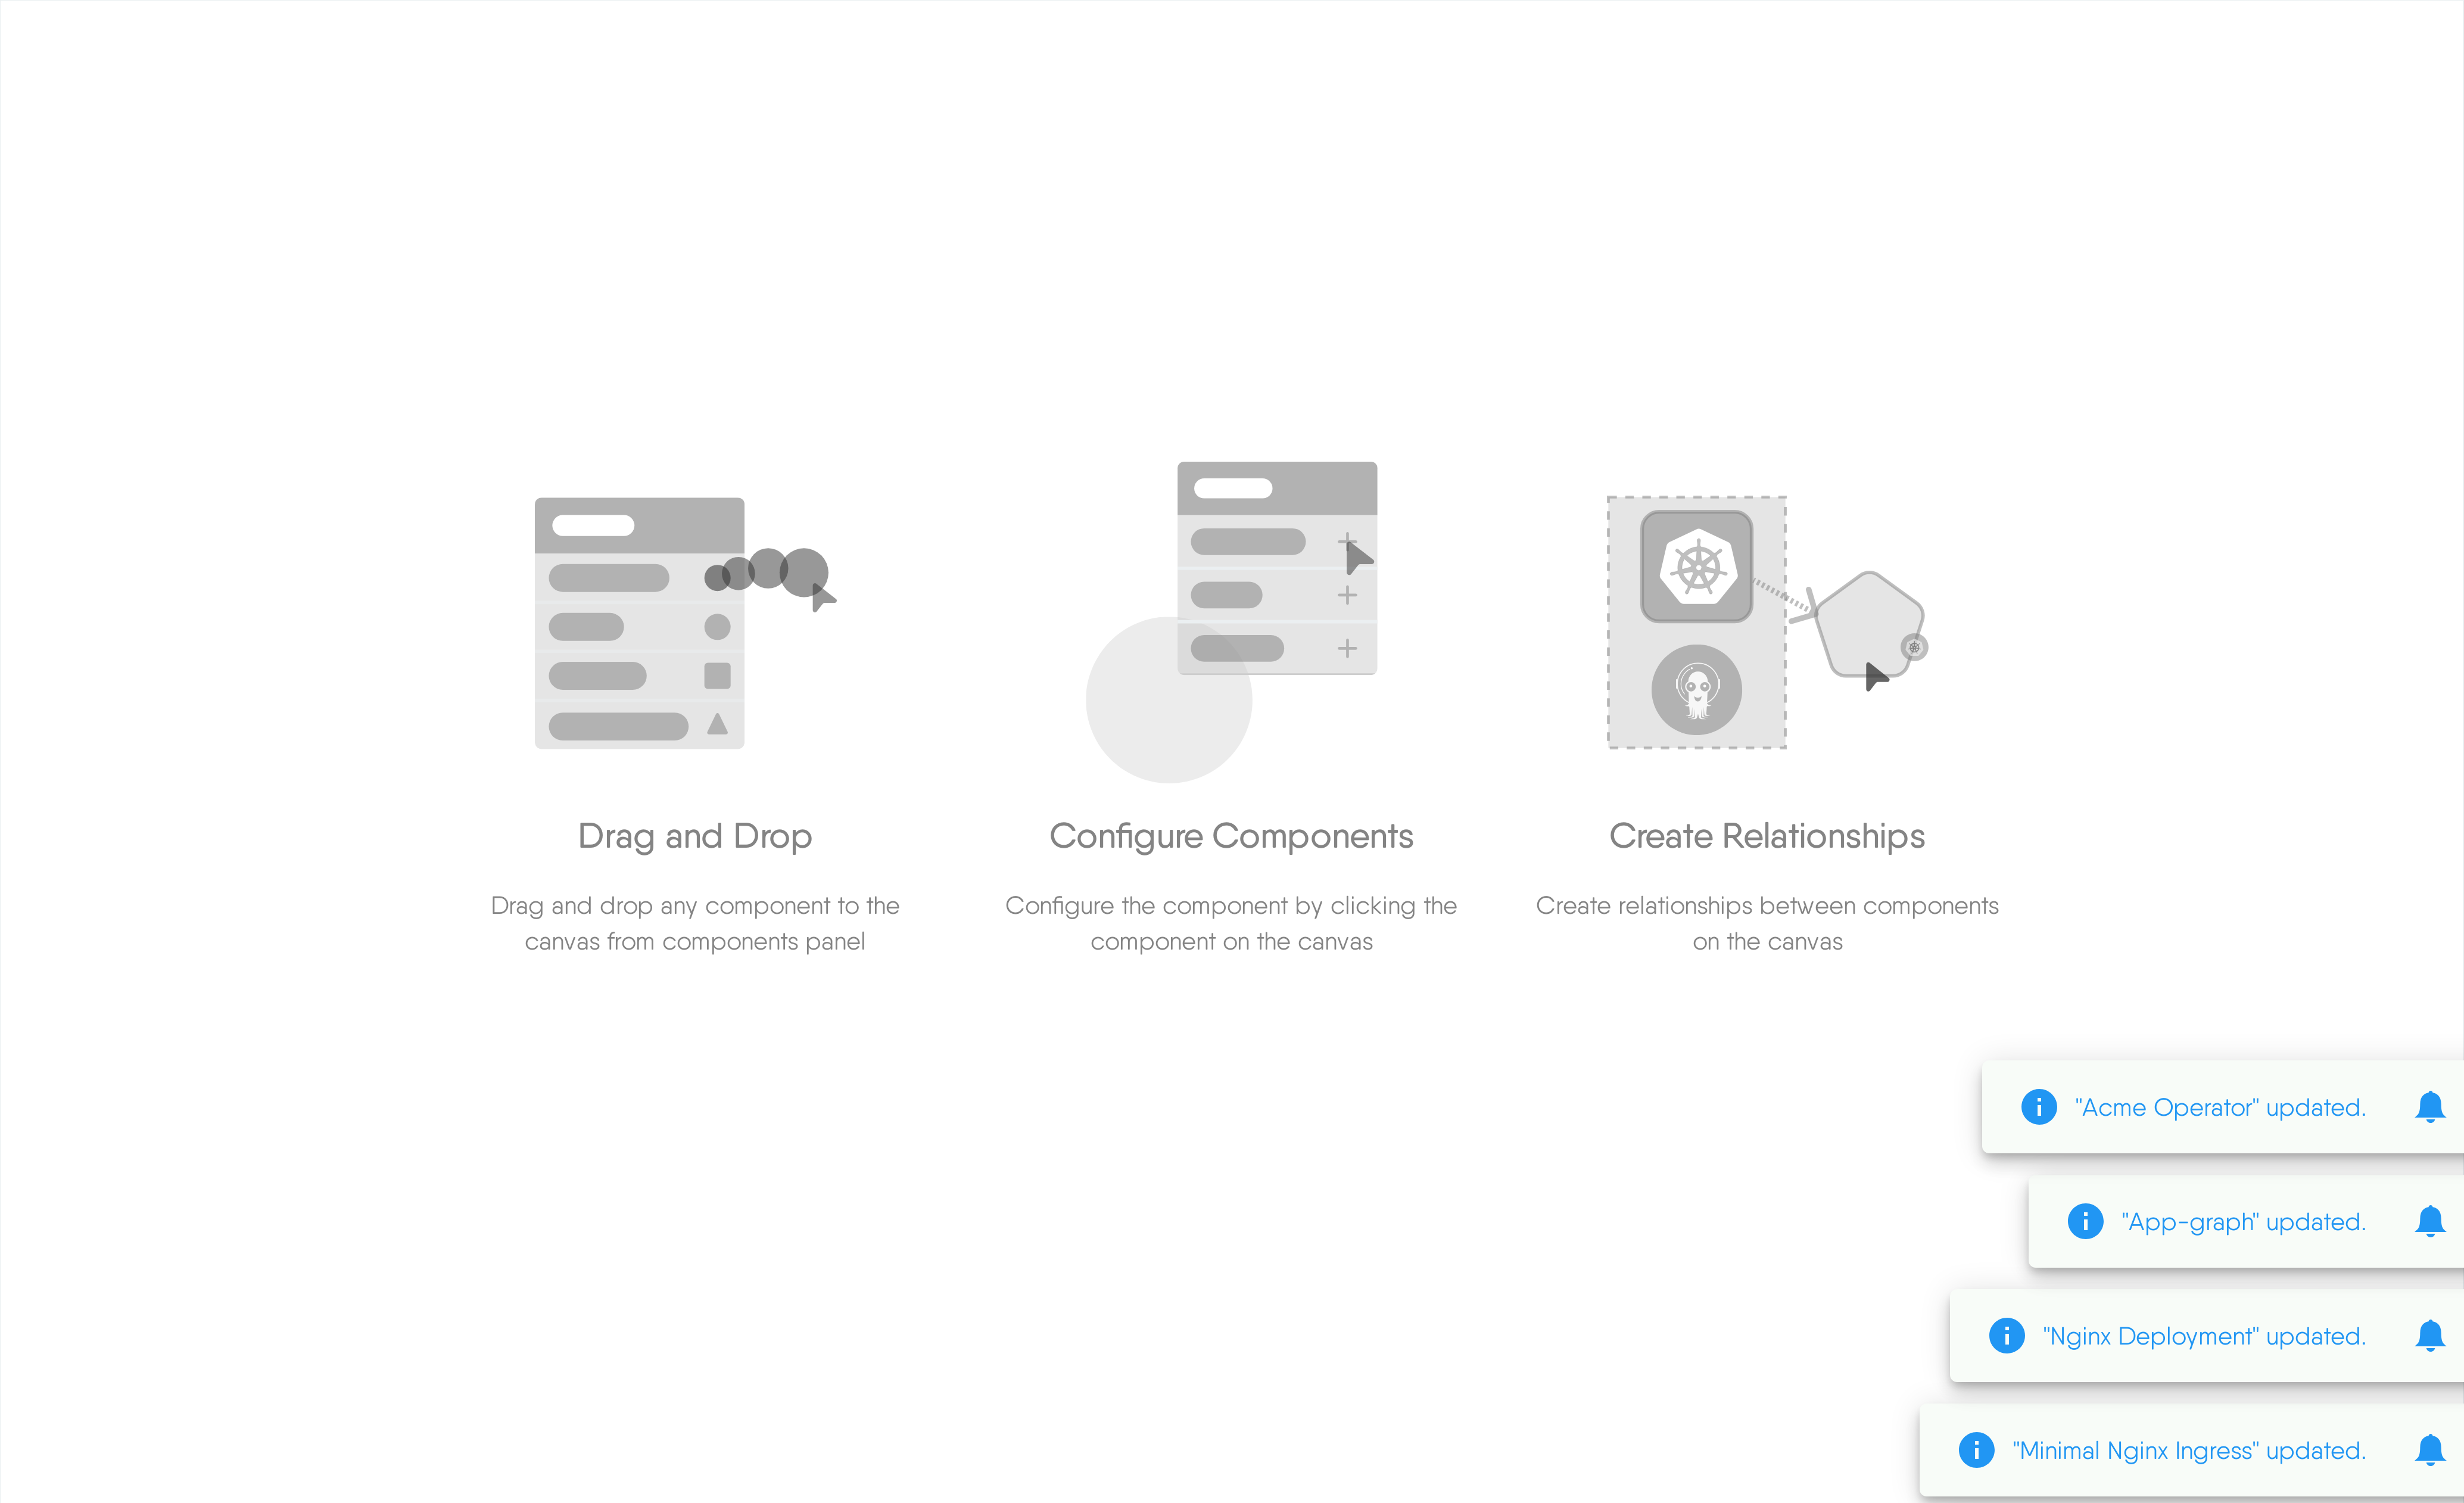 Drag and Drop
Drag and drop any component to the
canvas from components panel
Configure Components
Configure the component by clicking the
component on the canvas
Create Relationships
Create relationships between components
on the canvas
"Acme Operator" updated.
"App-graph" updated.
"Nginx Deployment" updated.
"Minimal Nginx Ingress" updated.